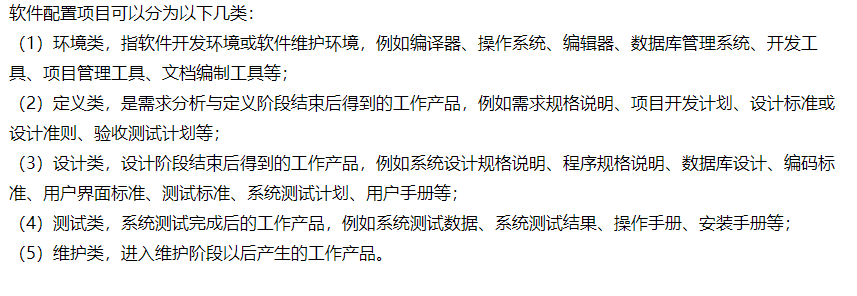 软件配置项目可以分为以下几类：
（1）环境类，指软件开发环境或软件维护环境，例如编译器、操作系统、编辑器、数据库管理系统、开发工
具、项目管理工具、文档编制工具等；
（2）定义类，是需求分析与定义阶段结束后得到的工作产品，例如需求规格说明、项目开发计划、设计标准或
设计准则、验收测试计划等；
（3）设计类，设计阶段结束后得到的工作产品，例如系统设计规格说明、程序规格说明、数据库设计、编码标
准、用户界面标准、测试标准、系统测试计划、用户手册等；
（4）测试类，系统测试完成后的工作产品，例如系统测试数据、系统测试结果、操作手册、安装手册等；
（5）维护类，进入维护阶段以后产生的工作产品。